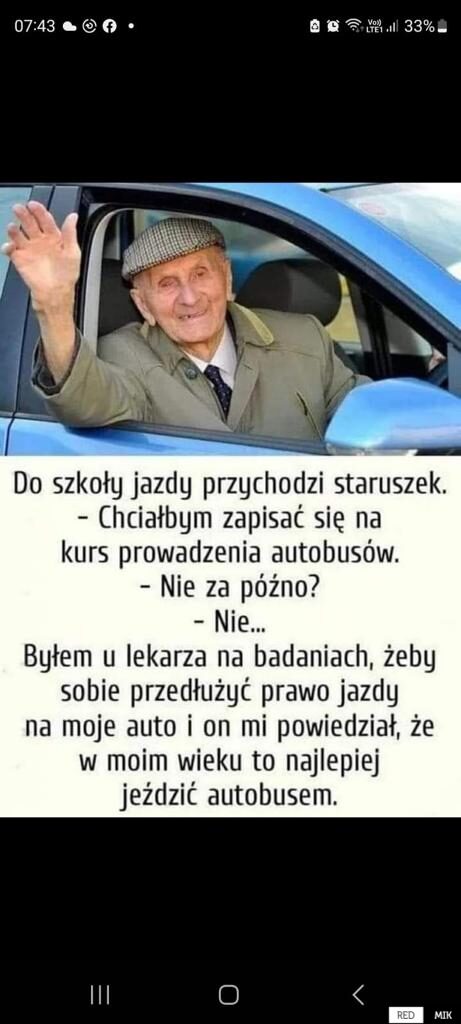 07:43
Vo))
LTE1
33%
Do szkoły jazdy przychodzi staruszek.
- Chciałbym zapisać się na
kurs prowadzenia autobusów.
- Nie za późno?
- Nie...
Byłem u lekarza na badaniach, żeby
sobie przedłużyć prawo jazdy
na moje auto i on mi powiedział, że
w moim wieku to najlepiej
jeździć autobusem.
RED MIK